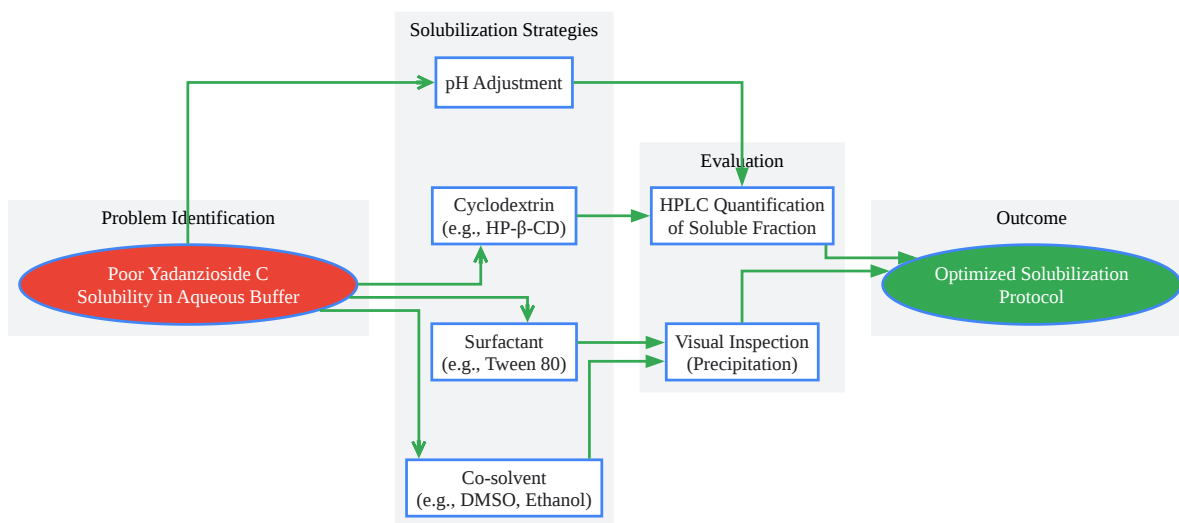 Solubilization Strategies
pH Adjustment
Evaluation
Problem Identification
Cyclodextrin
(e.g., HP-β-CD)
HPLC Quantification
of Soluble Fraction
Outcome
Poor Yadanzioside C
Solubility in Aqueous Buffer
Optimized Solubilization
Protocol
Surfactant
(e.g., Tween 80)
Visual Inspection
(Precipitation)
Co-solvent
(e.g., DMSO, Ethanol)